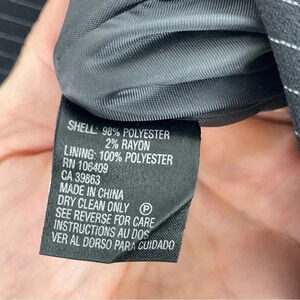 SHELL: 98% POLYESTER
2% RAYON
LINING: 100% POLYESTER
RN 106409
CA 39863
MADE IN CHINA
DRY CLEAN ONLY Ⓟ
SEE REVERSE FOR CARE
INSTRUCTIONS AU DOS
VER AL DORSO PARA CUIDADO